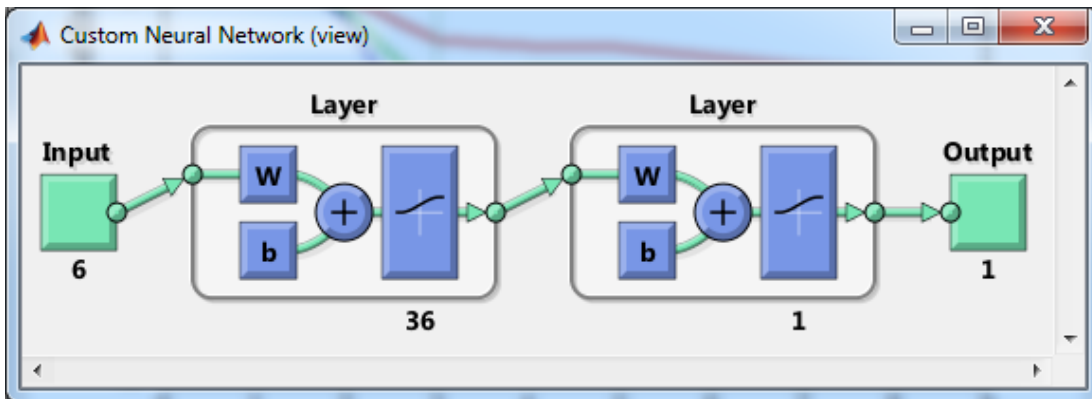 Custom Neural Network (view)
Layer
Layer
Input
Output
W
W
+
+
b
b
6
1
36
1